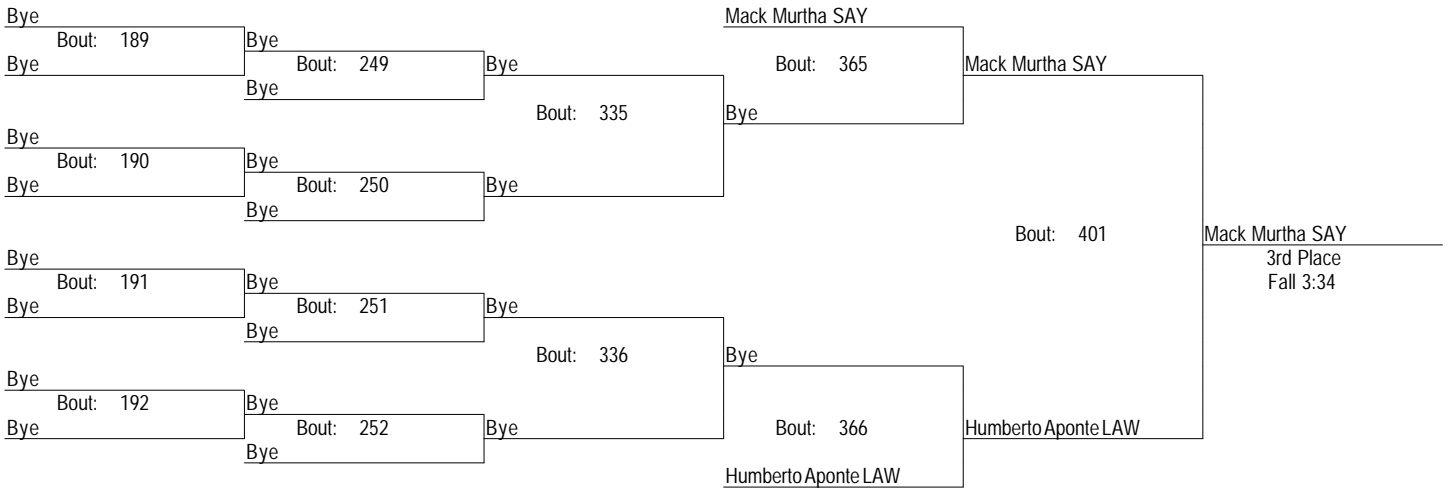 Bye
Mack Murtha SAY
Bout: 189
Bye
Bye
Bout: 249
Bye
Bout: 365
Mack Murtha SAY
Bye
Bout: 335
Bye
Bye
Bout: 190
Bye
Bye
Bout: 250
Bye
Bye
Bout: 401
Mack Murtha SAY
3rd Place
Fall 3:34
Bye
Bout: 191
Bye
Bye
Bout: 251
Bye
Bye
Bout: 336
Bye
Bye
Bout: 192
Bye
Bye
Bout: 252
Bye
Bout: 366
Humberto Aponte LAW
Bye
Humberto Aponte LAW